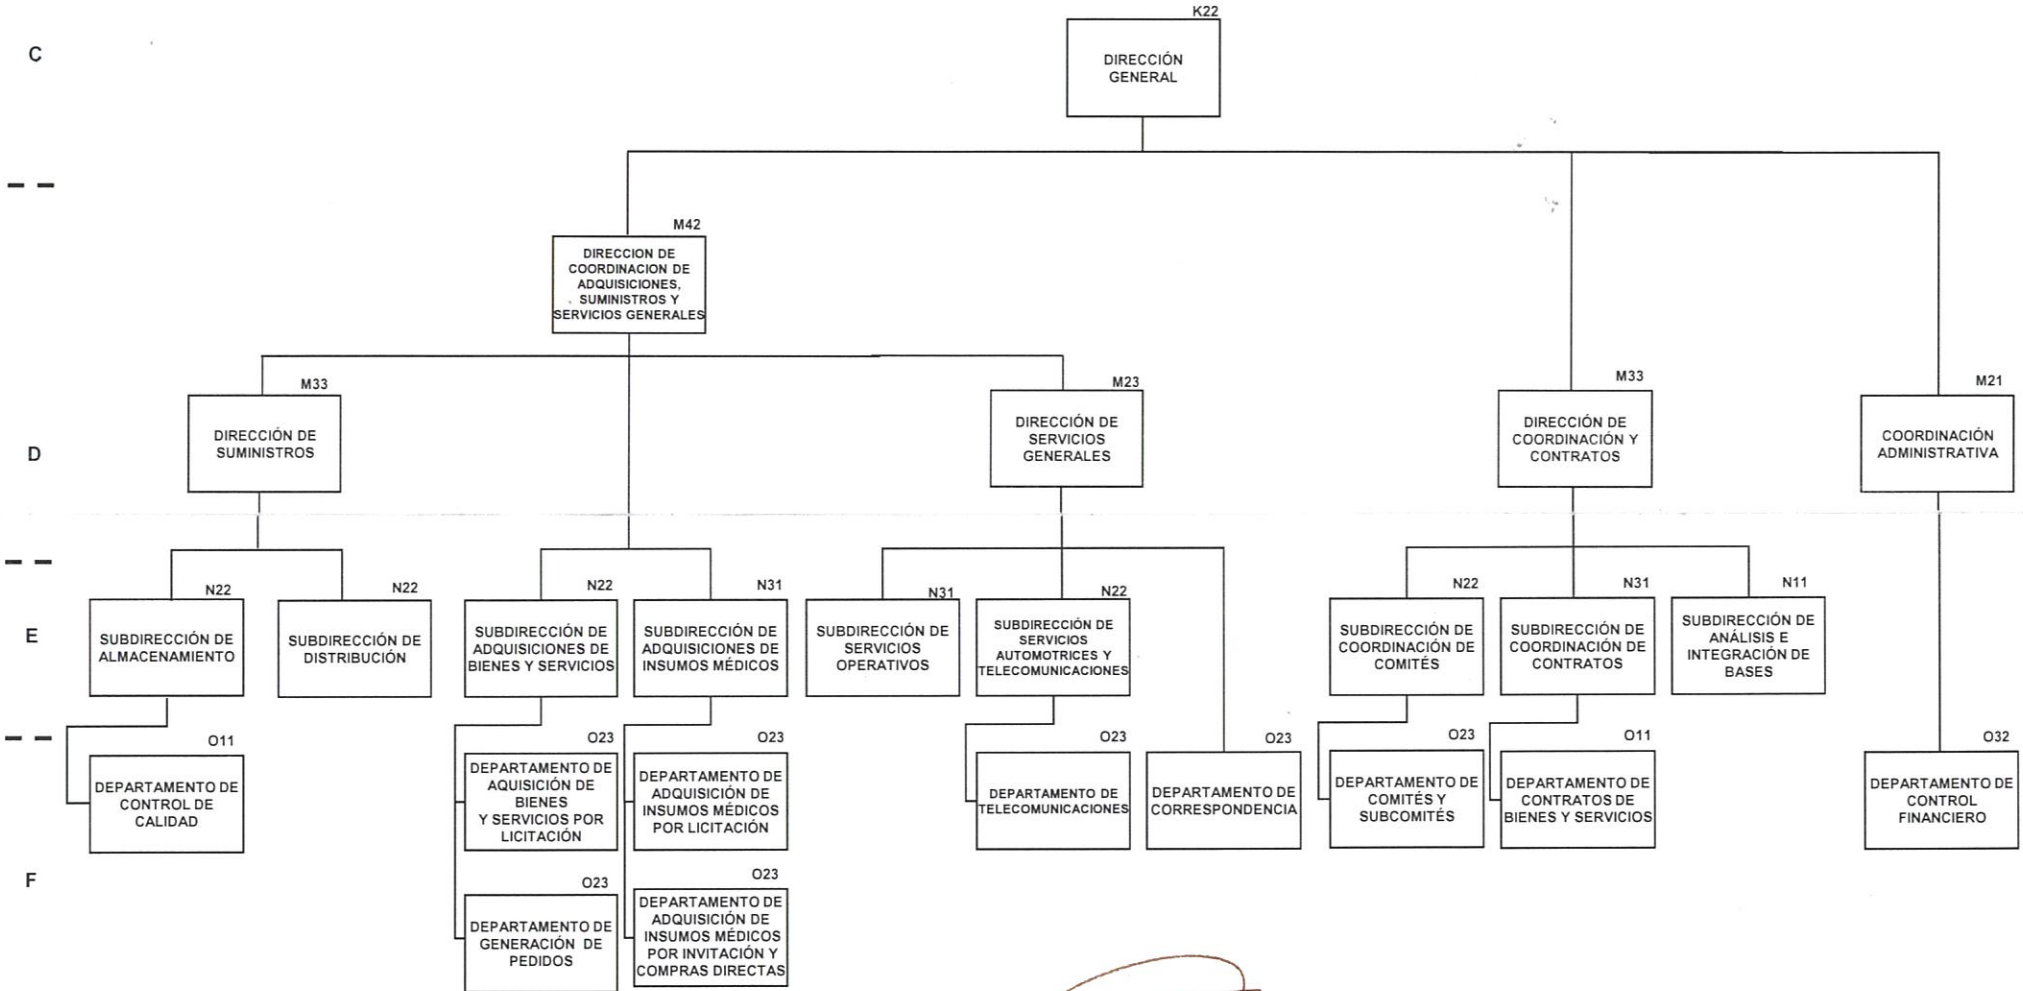 K22
C
DIRECCIÓN
GENERAL
M42
DIRECCION DE
COORDINACION DE
ADQUISICIONES,
SUMINISTROS Y
SERVICIOS GENERALES
M33
M23
M33
M21
D
DIRECCIÓN DE
SUMINISTROS
DIRECCIÓN DE
SERVICIOS
GENERALES
DIRECCIÓN DE
COORDINACIÓN Y
CONTRATOS
COORDINACIÓN
ADMINISTRATIVA
E
N22
SUBDIRECCIÓN DE
ALMACENAMIENTO
N22
SUBDIRECCIÓN DE
DISTRIBUCIÓN
N22
SUBDIRECCIÓN DE
ADQUISICIONES DE
BIENES Y SERVICIOS
N31
SUBDIRECCIÓN DE
ADQUISICIONES DE
INSUMOS MÉDICOS
N31
SUBDIRECCIÓN DE
SERVICIOS
OPERATIVOS
N22
SUBDIRECCIÓN DE
SERVICIOS
AUTOMOTRICES Y
TELECOMUNICACIONES
N22
SUBDIRECCIÓN DE
COORDINACIÓN DE
COMITÉS
N31
SUBDIRECCIÓN DE
COORDINACIÓN DE
CONTRATOS
N11
SUBDIRECCIÓN DE
ANÁLISIS E
INTEGRACIÓN DE
BASES
O11
DEPARTAMENTO DE
CONTROL DE
CALIDAD
O23
DEPARTAMENTO DE
AQUISICIÓN DE
BIENES
Y SERVICIOS POR
LICITACIÓN
O23
DEPARTAMENTO DE
ADQUISICIÓN DE
INSUMOS MÉDICOS
POR LICITACIÓN
O23
DEPARTAMENTO DE
TELECOMUNICACIONES
O23
DEPARTAMENTO DE
CORRESPONDENCIA
O23
DEPARTAMENTO DE
COMITÉS Y
SUBCOMITÉS
O11
DEPARTAMENTO DE
CONTRATOS DE
BIENES Y SERVICIOS
O32
DEPARTAMENTO DE
CONTROL
FINANCIERO
F
O23
DEPARTAMENTO DE
GENERACIÓN DE
PEDIDOS
O23
DEPARTAMENTO DE
ADQUISICIÓN DE
INSUMOS MÉDICOS
POR INVITACIÓN Y
COMPRAS DIRECTAS